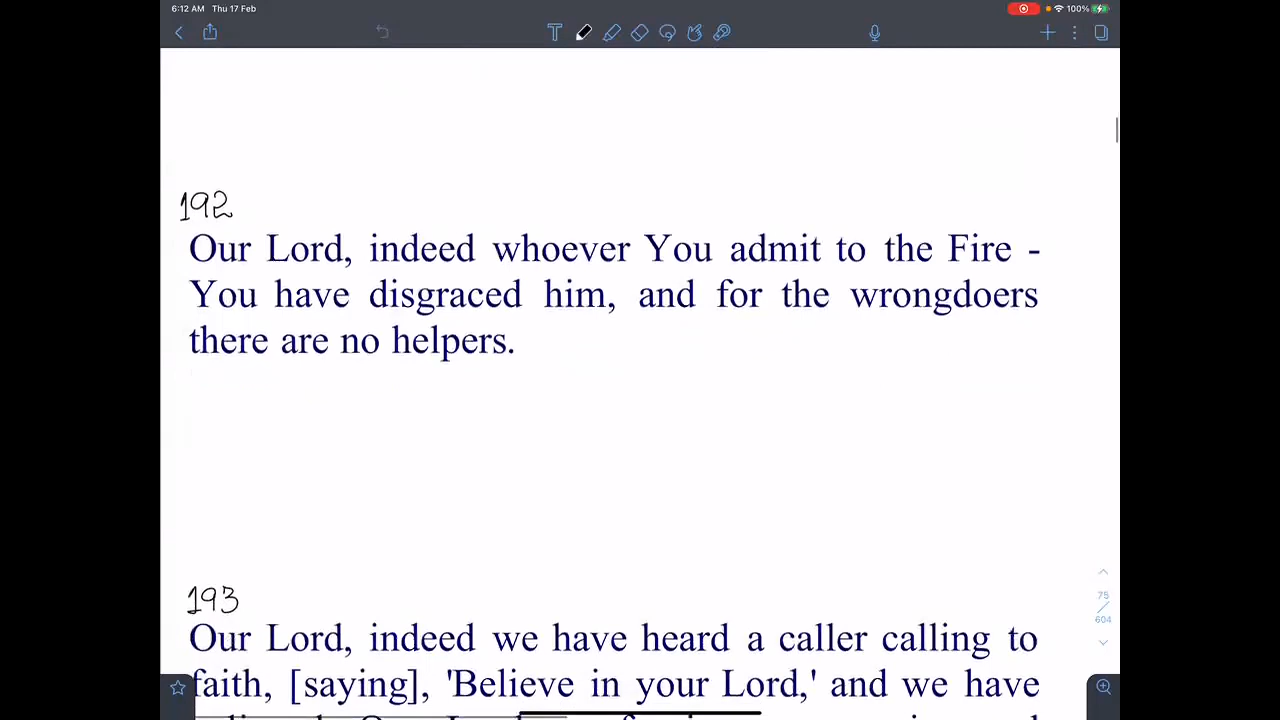 6:12 AM Thu 17 Feb
100%
192
Our Lord, indeed whoever You admit to the Fire -
You have disgraced him, and for the wrongdoers
there are no helpers.
193
Our Lord, indeed we have heard a caller calling to
faith, [saying], 'Believe in your Lord,' and we have
75
604